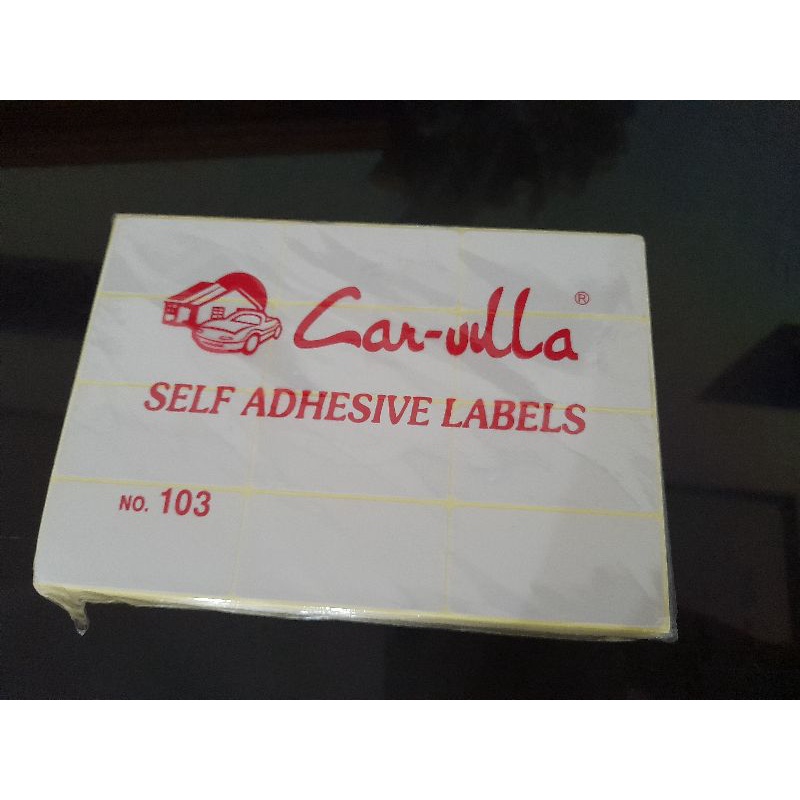 Car-villa ®
SELF ADHESIVE LABELS
NO. 103